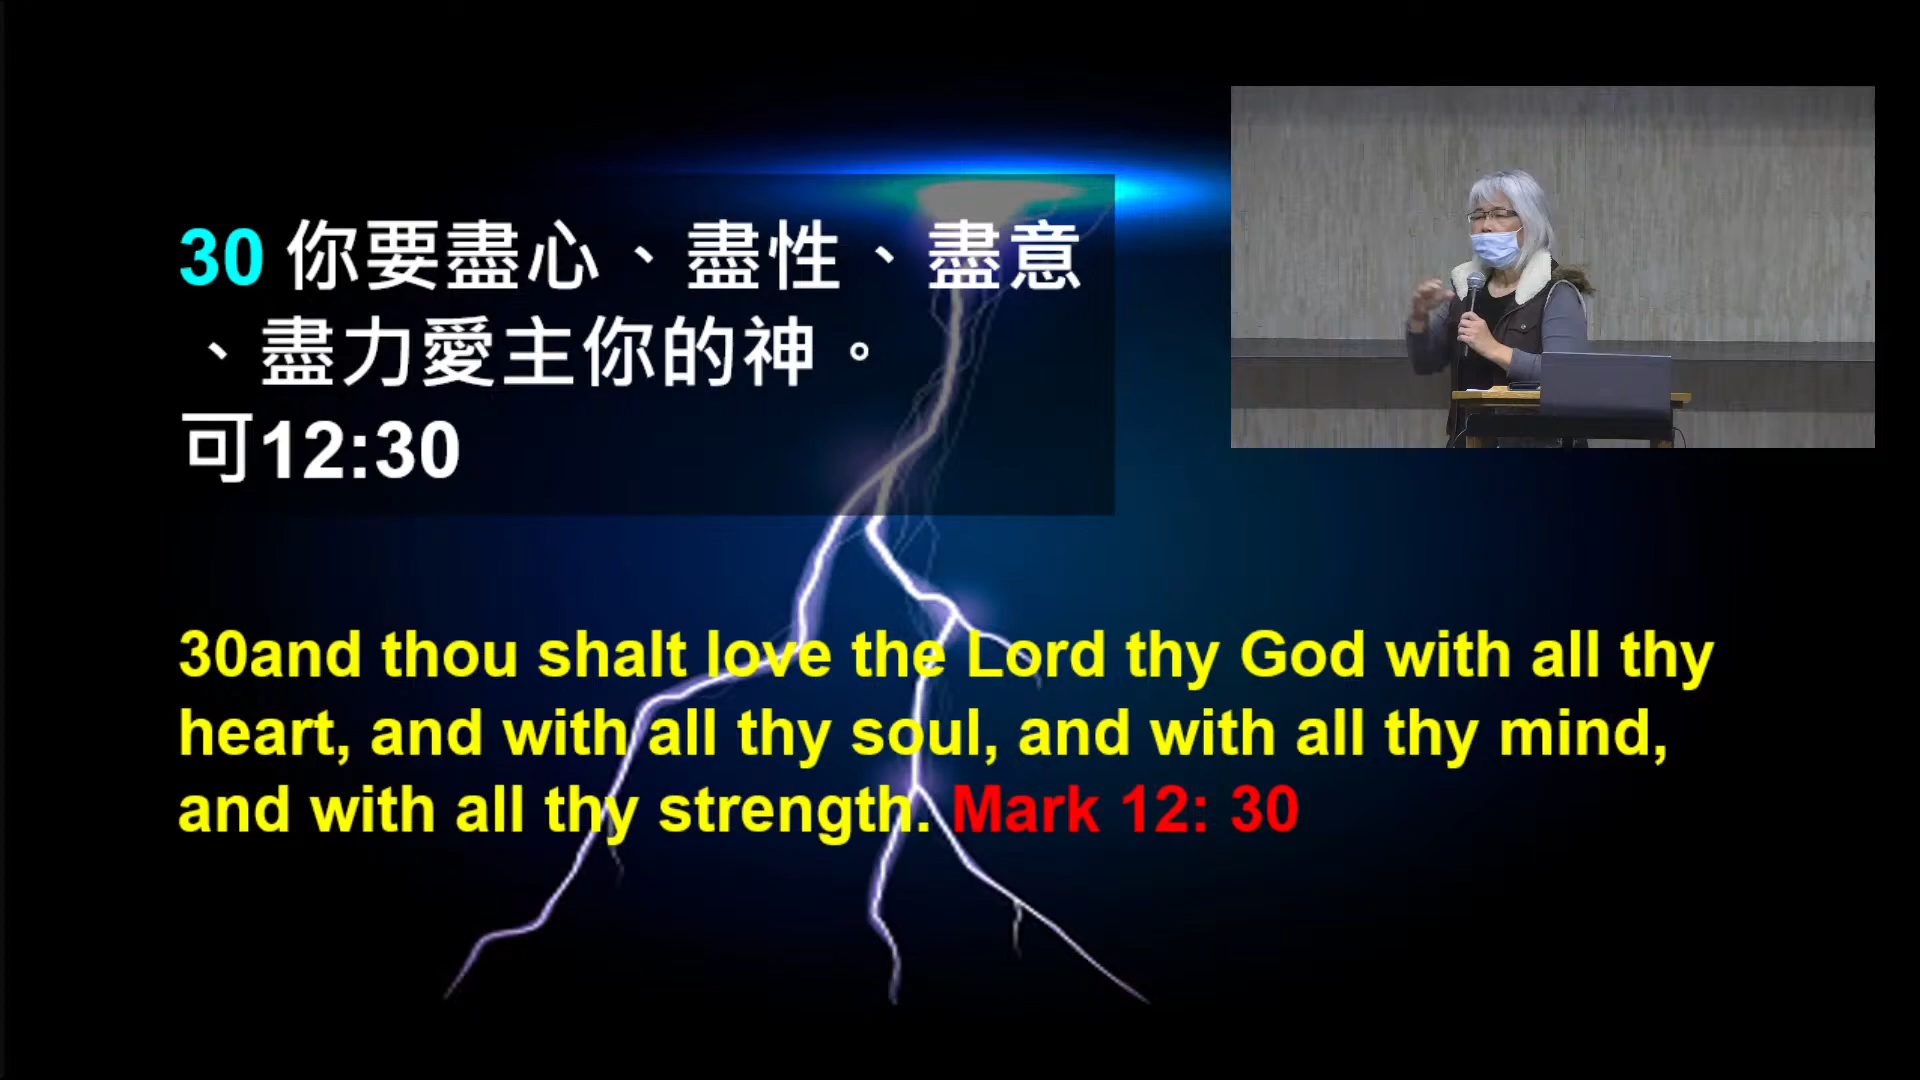 30 你要盡心、盡性、盡意
、盡力愛主你的神。
可12:30
30and thou shalt love the Lord thy God with all thy
heart, and with all thy soul, and with all thy mind,
and with all thy strength. Mark 12: 30